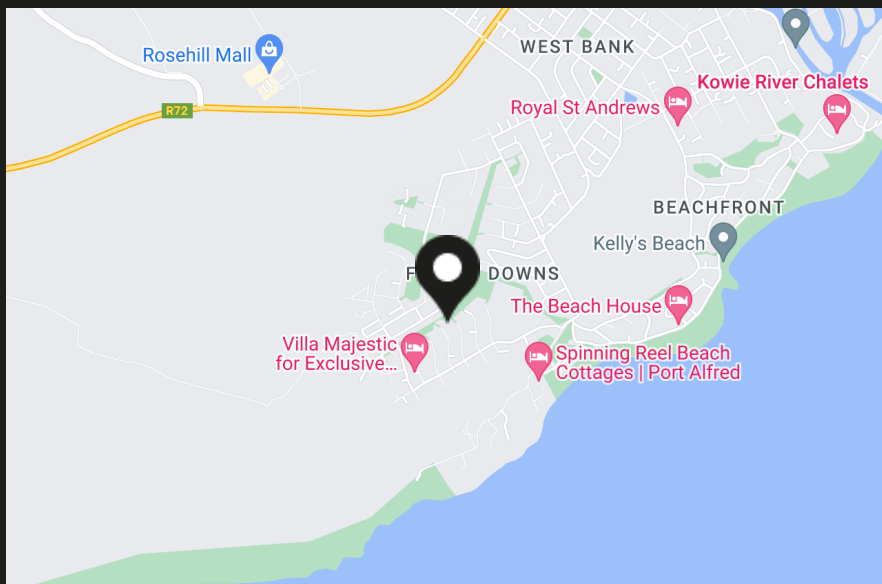 WEST BANK
Rosehill Mall
Kowie River Chalets
Royal St Andrews
R72
BEACHFRONT
Kelly's Beach
DOWNS
The Beach House
Villa Majestic
for Exclusive...
Spinning Reel Beach
Cottages | Port Alfred